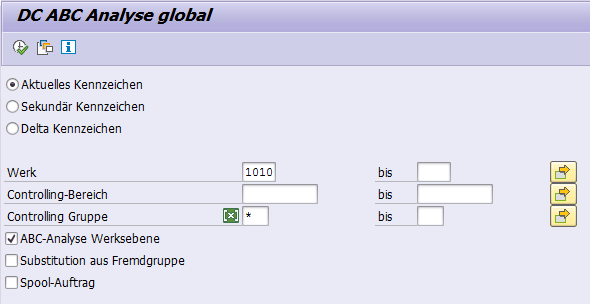 DC ABC Analyse global
Aktuelles Kennzeichen
Sekundär Kennzeichen
Delta Kennzeichen
Werk 1010 bis
Controlling-Bereich bis
Controlling Gruppe * bis
ABC-Analyse Werksebene
Substitution aus Fremdgruppe
Spool-Auftrag